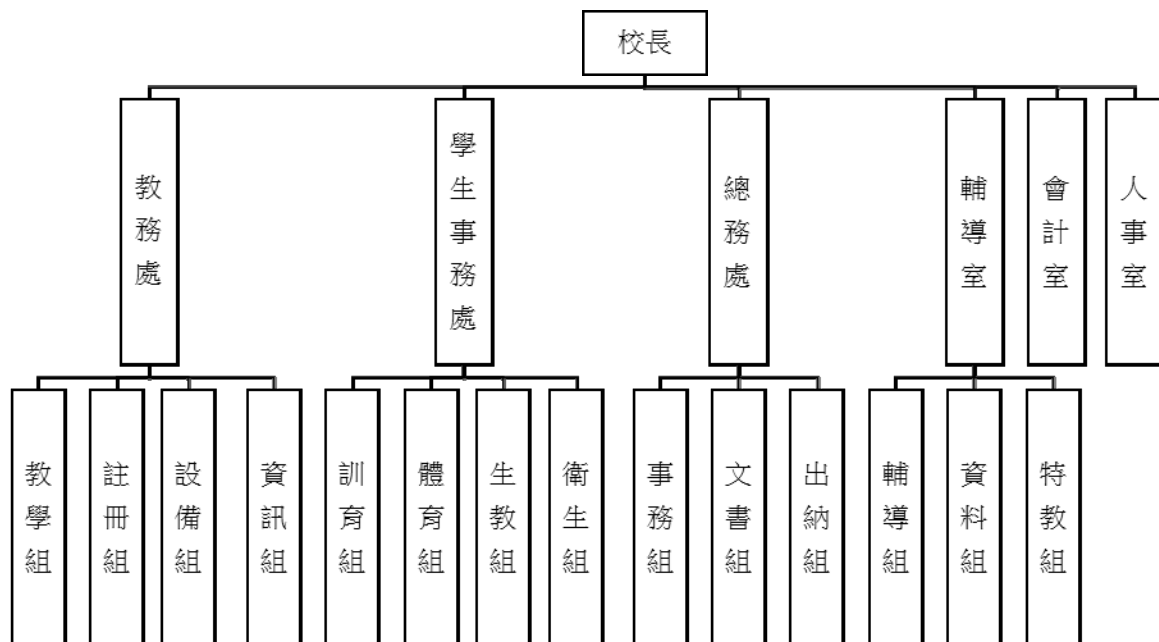 校長
教務處
學生事務處
總務處
輔導室
會計室
人事室
教學組
註冊組
設備組
資訊組
訓育組
體育組
生教組
衛生組
事務組
文書組
出納組
輔導組
資料組
特教組